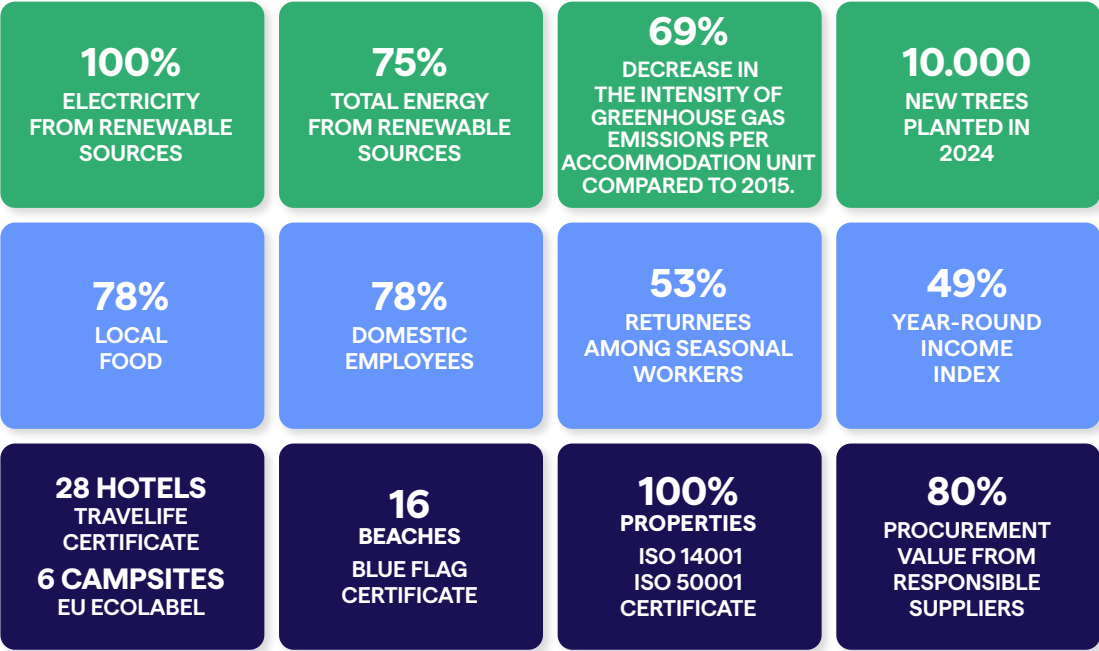 100%
ELECTRICITY
FROM RENEWABLE
SOURCES
75%
TOTAL ENERGY
FROM RENEWABLE
SOURCES
69%
DECREASE IN
THE INTENSITY OF
GREENHOUSE GAS
EMISSIONS PER
ACCOMMODATION UNIT
COMPARED TO 2015.
10.000
NEW TREES
PLANTED IN
2024
78%
LOCAL
FOOD
78%
DOMESTIC
EMPLOYEES
53%
RETURNEES
AMONG SEASONAL
WORKERS
49%
YEAR-ROUND
INCOME
INDEX
28 HOTELS
TRAVELIFE
CERTIFICATE
6 CAMPSITES
EU ECOLABEL
16
BEACHES
BLUE FLAG
CERTIFICATE
100%
PROPERTIES
ISO 14001
ISO 50001
CERTIFICATE
80%
PROCUREMENT
VALUE FROM
RESPONSIBLE
SUPPLIERS